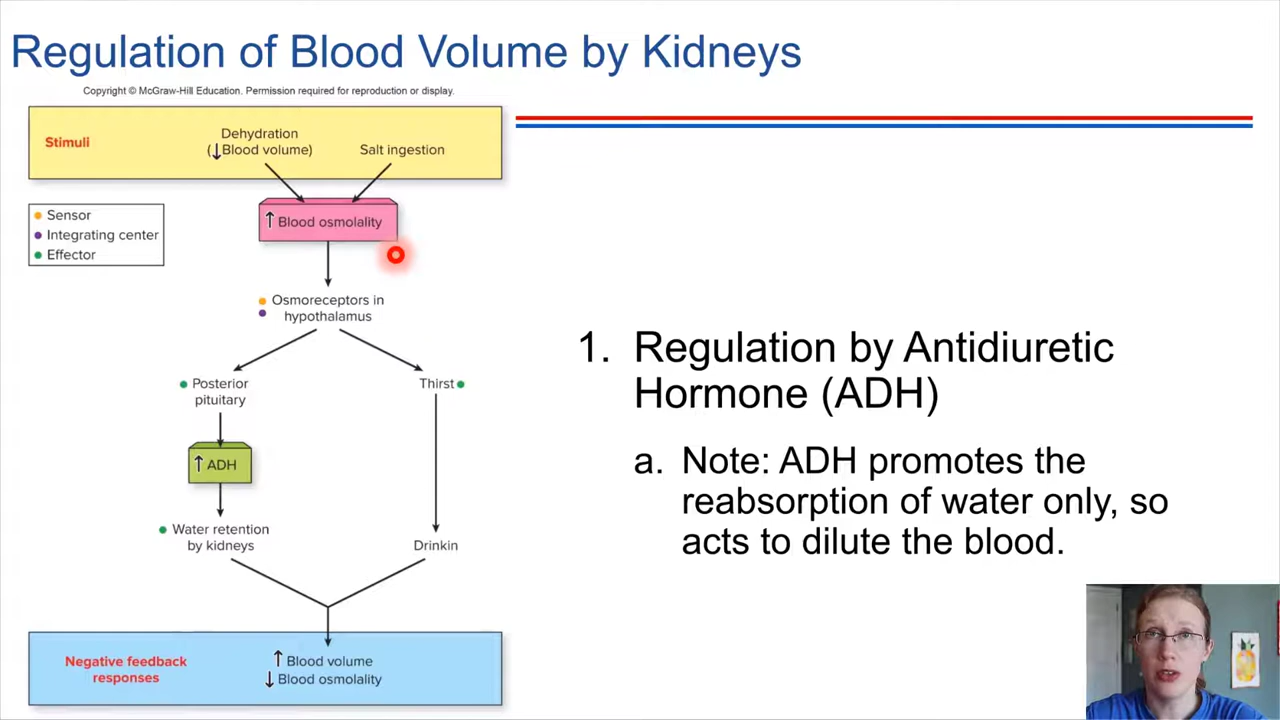 Regulation of Blood Volume by Kidneys
Copyright © McGraw-Hill Education. Permission required for reproduction or display.
Stimuli
Dehydration
(↓Blood volume)
Salt ingestion
↑ Blood osmolality
Sensor
Integrating center
Effector
Osmoreceptors in
hypothalamus
Posterior
pituitary
Thirst
↑ ADH
Water retention
by kidneys
Drinkin
Negative feedback
responses
↑ Blood volume
↓ Blood osmolality
1. Regulation by Antidiuretic
Hormone (ADH)
a. Note: ADH promotes the
reabsorption of water only, so
acts to dilute the blood.